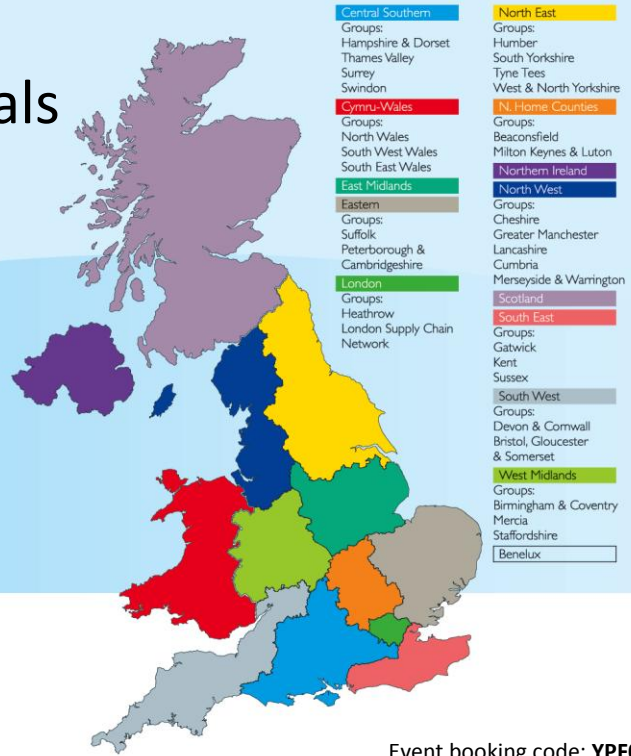 als
Central Southern
Groups:
Hampshire & Dorset
Thames Valley
Surrey
Swindon
Cymru-Wales
Groups:
North Wales
South West Wales
South East Wales
East Midlands
Eastern
Groups:
Suffolk
Peterborough &
Cambridgeshire
London
Groups:
Heathrow
London Supply Chain
Network
North East
Groups:
Humber
South Yorkshire
Tyne Tees
West & North Yorkshire
N. Home Counties
Groups:
Beaconsfield
Milton Keynes & Luton
Northern Ireland
North West
Groups:
Cheshire
Greater Manchester
Lancashire
Cumbria
Merseyside & Warrington
Scotland
South East
Groups:
Gatwick
Kent
Sussex
South West
Groups:
Devon & Cornwall
Bristol, Gloucester
& Somerset
West Midlands
Groups:
Birmingham & Coventry
Mercia
Staffordshire
Benelux
Event booking code: